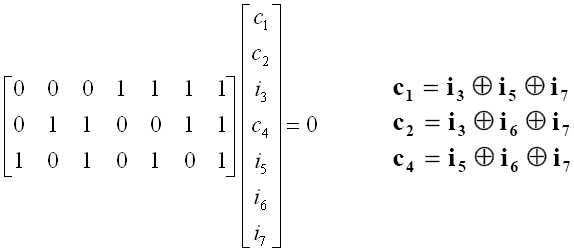 [0 0 0 1 1 1 1
0 1 1 0 0 1 1
1 0 1 0 1 0 1]
[c₁
c₂
i₃
c₄
i₅
i₆
i₇] = 0
c₁ = i₃ ⊕ i₅ ⊕ i₇
c₂ = i₃ ⊕ i₆ ⊕ i₇
c₄ = i₅ ⊕ i₆ ⊕ i₇